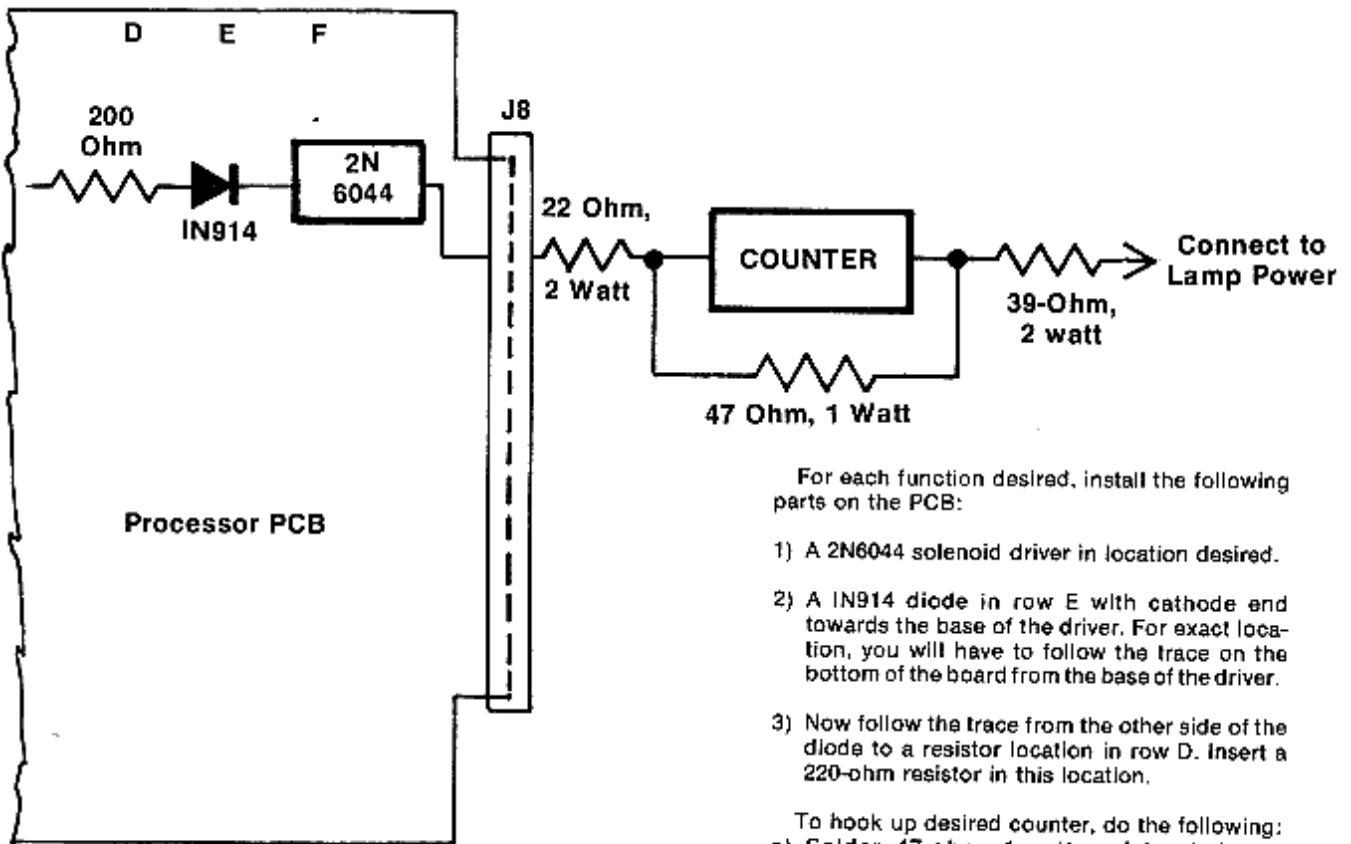 D E F
200
Ohm
IN914
2N
6044
J8
22 Ohm,
2 Watt
COUNTER
47 Ohm, 1 Watt
39-Ohm,
2 watt
Connect to
Lamp Power
Processor PCB
For each function desired, install the following
parts on the PCB:
1) A 2N6044 solenoid driver in location desired.
2) A IN914 diode in row E with cathode end
towards the base of the driver. For exact loca-
tion, you will have to follow the trace on the
bottom of the board from the base of the driver.
3) Now follow the trace from the other side of the
diode to a resistor location in row D. Insert a
220-ohm resistor in this location.
To hook up desired counter, do the following: